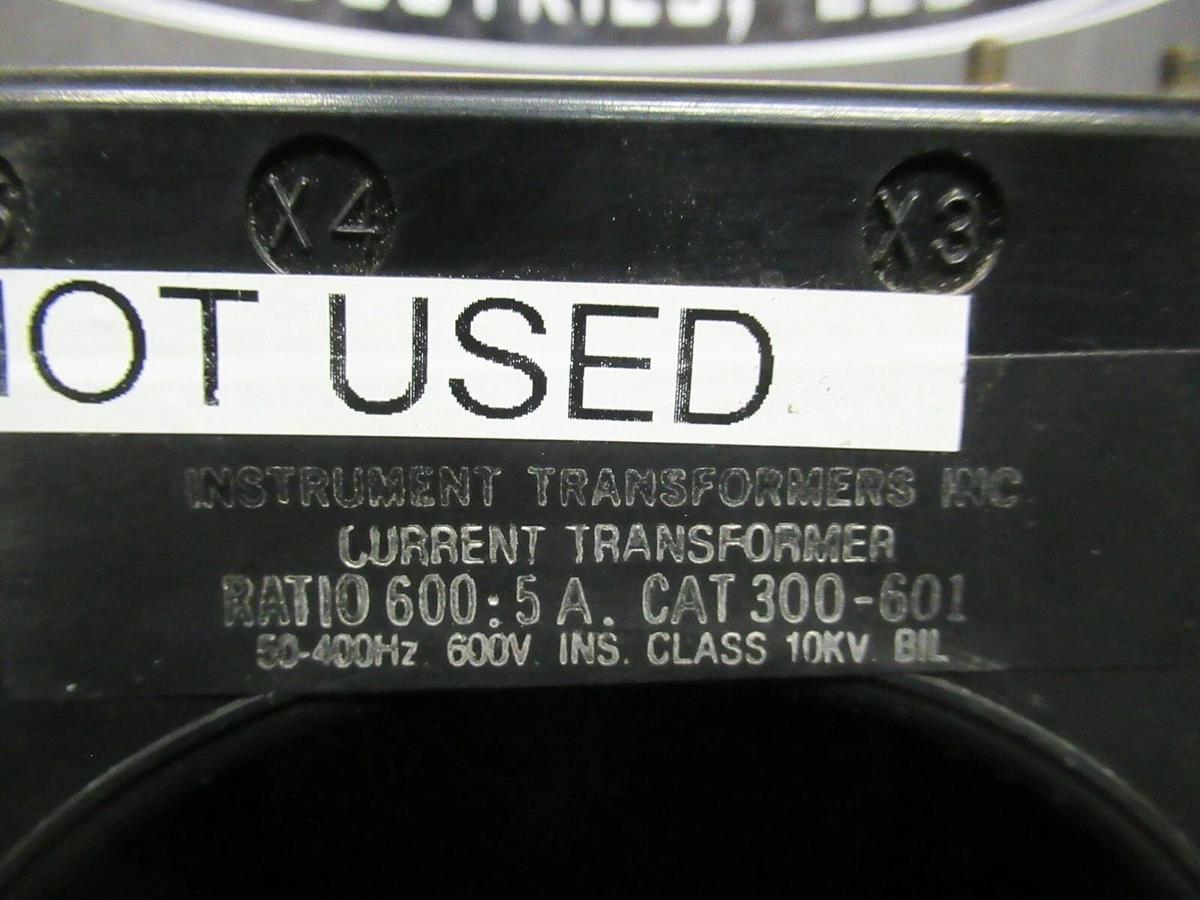 X4 X3
NOT USED
INSTRUMENT TRANSFORMERS INC
CURRENT TRANSFORMER
RATIO 600:5 A. CAT 300-601
50-400Hz 600V INS. CLASS 10KV BIL